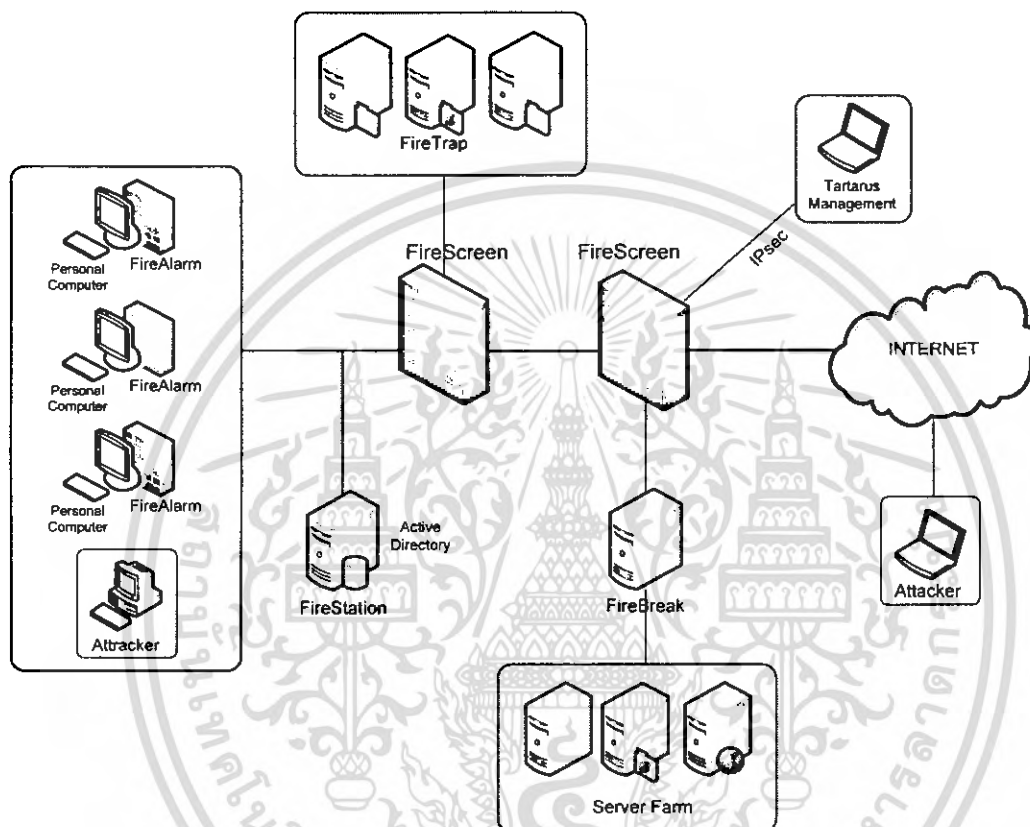 FireTrap
Tartarus
Management
IPsec
FireScreen
FireScreen
INTERNET
Personal
Computer
FireAlarm
Personal
Computer
FireAlarm
Personal
Computer
FireAlarm
Attracker
Active
Directory
FireStation
FireBreak
Attacker
Server Farm